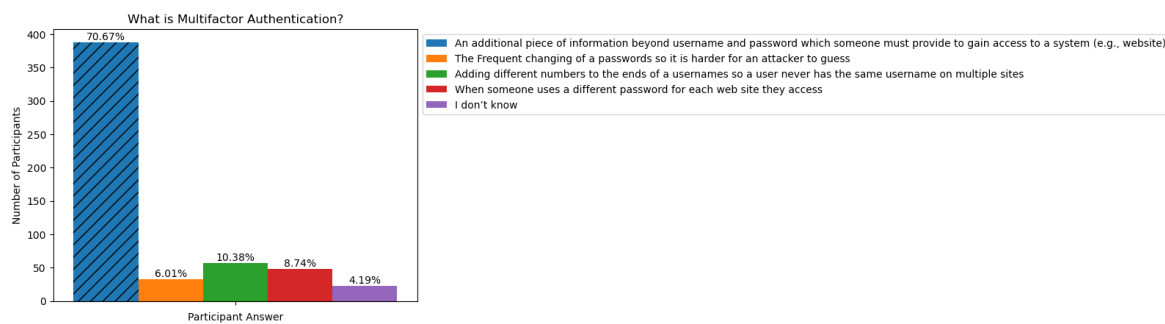 What is Multifactor Authentication?
400
350
300
250
200
150
100
50
0
Number of Participants
70.67%
6.01%
10.38%
8.74%
4.19%
Participant Answer
An additional piece of information beyond username and password which someone must provide to gain access to a system (e.g., website)
The Frequent changing of a passwords so it is harder for an attacker to guess
Adding different numbers to the ends of a usernames so a user never has the same username on multiple sites
When someone uses a different password for each web site they access
I don't know